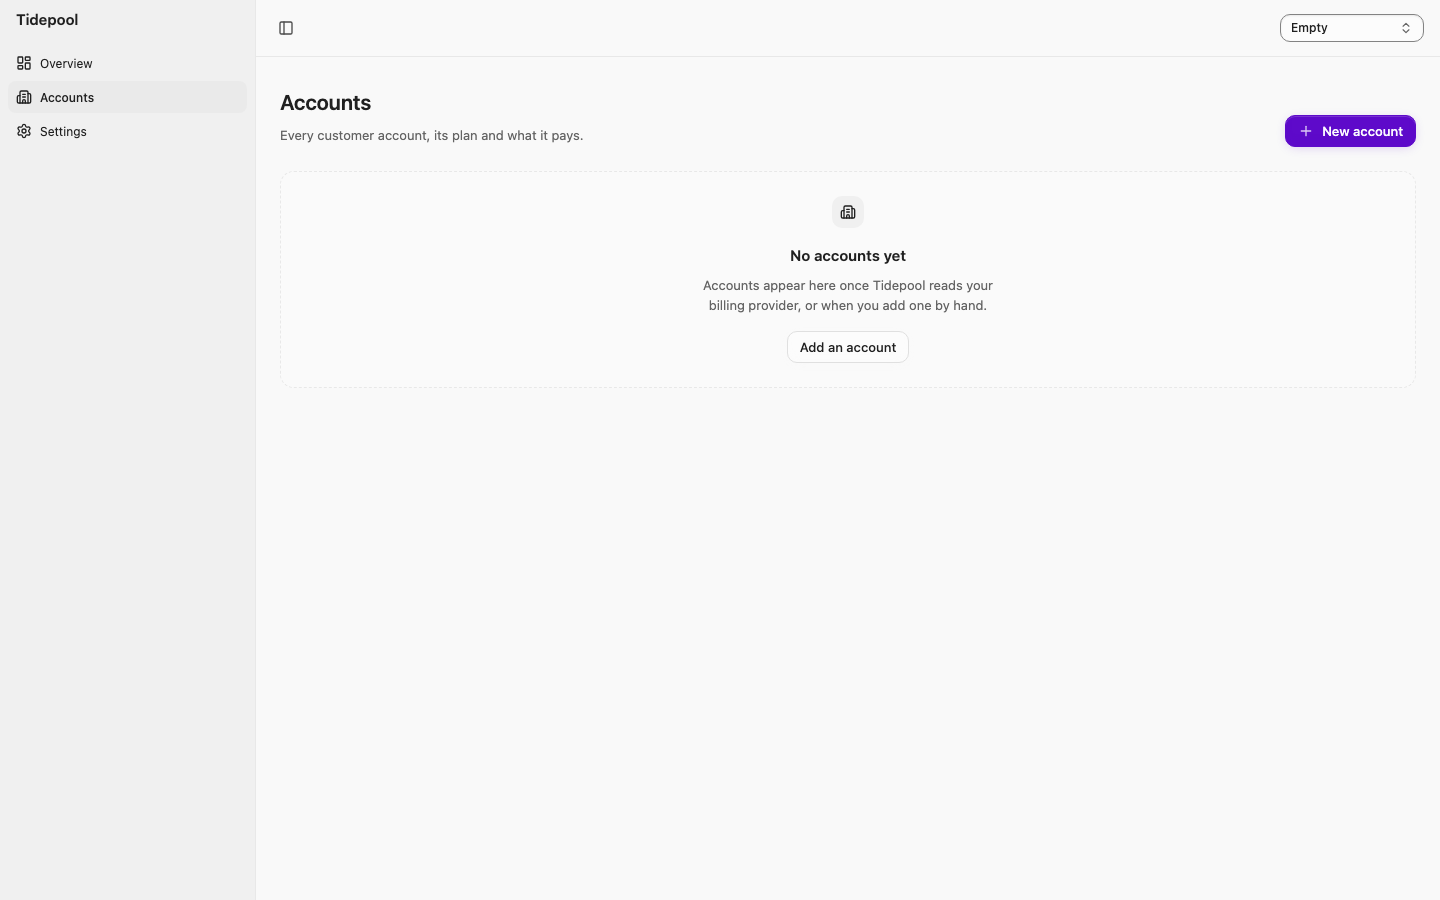 Tidepool
Overview
Accounts
Settings
Empty
Accounts
Every customer account, its plan and what it pays.
New account
No accounts yet
Accounts appear here once Tidepool reads your
billing provider, or when you add one by hand.
Add an account